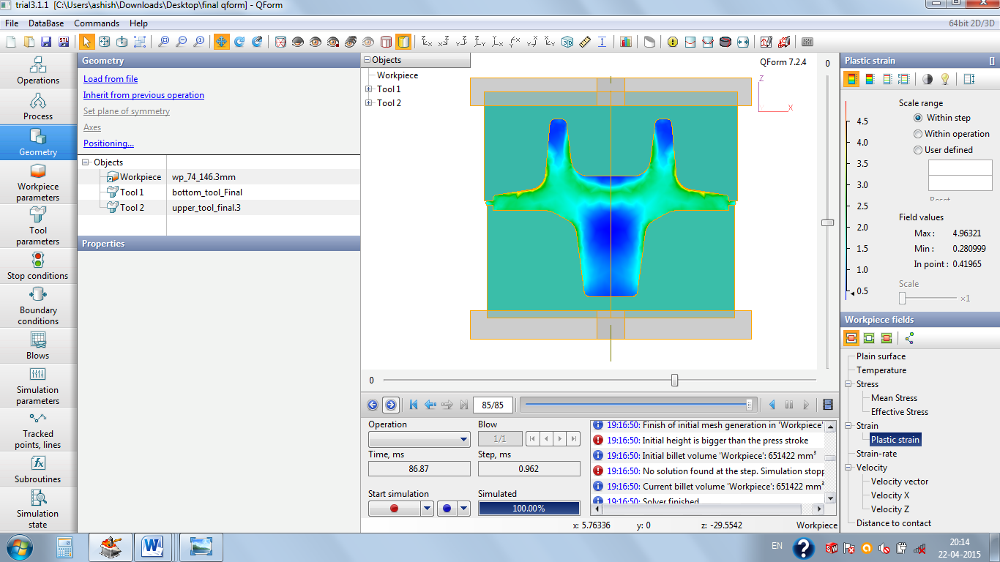 trial3.1.1 [C:\Users\ashish\Downloads\Desktop\final qform] - QForm
File DataBase Commands Help
64bit 2D/3D
STL
Operations
Process
Geometry
Workpiece
parameters
Tool
parameters
Stop conditions
Boundary
conditions
Blows
Simulation
parameters
Tracked
points, lines
fx
Subroutines
Simulation
state
Geometry
Load from file
Inherit from previous operation
Set plane of symmetry
Axes
Positioning...
Objects
Workpiece wp_74_146.3mm
Tool 1 bottom_tool_Final
Tool 2 upper_tool_final.3
Properties
Objects
Workpiece
Tool 1
Tool 2
QForm 7.2.4
Z
X
0
0
85/85
Operation
Blow
1/1
Time, ms
Step, ms
86.87
0.962
Start simulation
Simulated
100.00%
19:16:50: Finish of initial mesh generation in 'Workpiece'
19:16:50: Initial height is bigger than the press stroke
19:16:50: Initial billet volume 'Workpiece': 651422 mm³
19:16:50: No solution found at the step. Simulation stopp
19:16:50: Current billet volume 'Workpiece': 651422 mm³
19:16:50: Solver finished
x: 5.76336 y: 0 z: -29.5542 Workpiece
Plastic strain
4.5
4.0
3.5
3.0
2.5
2.0
1.5
1.0
0.5
Scale range
Within step
Within operation
User defined
Reset
Field values
Max : 4.96321
Min : 0.280999
In point : 0.41965
Scale
×1
Workpiece fields
Plain surface
Temperature
Stress
Mean Stress
Effective Stress
Strain
Plastic strain
Strain-rate
Velocity
Velocity vector
Velocity X
Velocity Z
Distance to contact
EN
20:14
22-04-2015